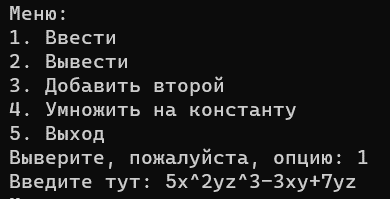 Меню:
1. Ввести
2. Вывести
3. Добавить второй
4. Умножить на константу
5. Выход
Выверите, пожалуйста, опцию: 1
Введите тут: 5x^2yz^3-3xy+7yz